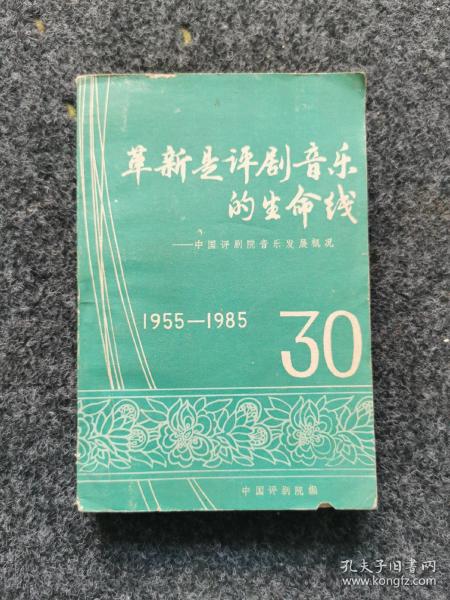 革新是评剧音乐
的生命线
——中国评剧院音乐发展概况
1955—1985
30
中国评剧院编
孔夫子旧书网
www.kongfz.com